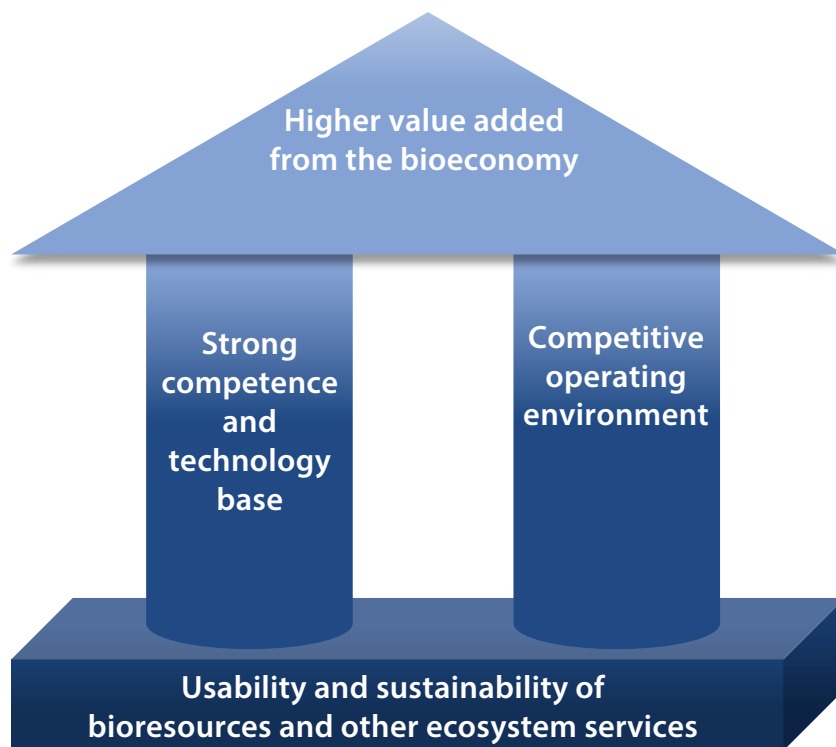 Higher value added
from the bioeconomy
Strong
competence
and
technology
base
Competitive
operating
environment
Usability and sustainability of
bioresources and other ecosystem services